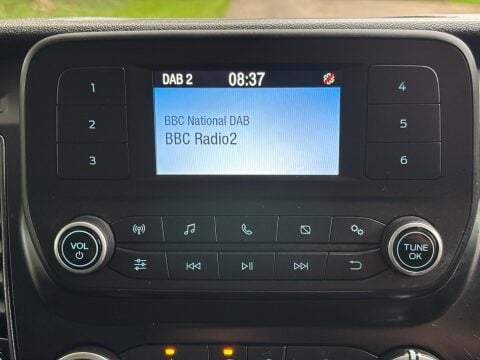 DAB 2 08:37
1
4
BBC National DAB
2
BBC Radio2
5
3
6
VOL
TUNE
OK